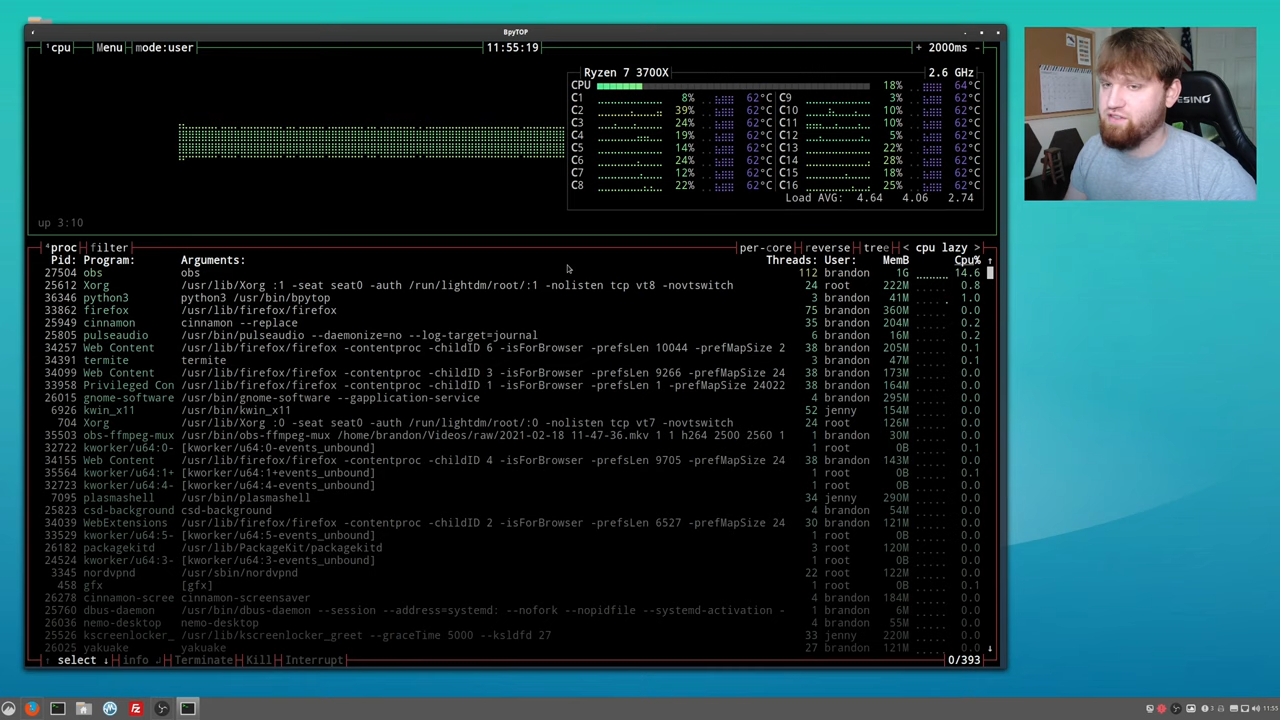 BpyTOP
¹cpu Menu mode:user 11:55:19 + 2000ms -
Ryzen 7 3700X 2.6 GHz
CPU 18% 64°C
C1 8% 62°C C9 3% 62°C
C2 39% 62°C C10 10% 62°C
C3 24% 62°C C11 10% 62°C
C4 19% 62°C C12 5% 62°C
C5 14% 62°C C13 22% 62°C
C6 24% 62°C C14 28% 62°C
C7 12% 62°C C15 18% 62°C
C8 22% 62°C C16 25% 62°C
Load AVG: 4.64 4.06 2.74
up 3:10
⁴proc filter per-core reverse tree < cpu lazy >
Pid: Program: Arguments: Threads: User: MemB Cpu% ↑
27504 obs obs 112 brandon 1G 14.6
25612 Xorg /usr/lib/Xorg :1 -seat seat0 -auth /run/lightdm/root/:1 -nolisten tcp vt8 -novtswitch 24 root 222M 0.8
36346 python3 python3 /usr/bin/bpytop 3 brandon 41M 1.0
33862 firefox /usr/lib/firefox/firefox 75 brandon 360M 0.0
25949 cinnamon cinnamon --replace 35 brandon 204M 0.2
25805 pulseaudio /usr/bin/pulseaudio --daemonize=no --log-target=journal 6 brandon 16M 0.2
34257 Web Content /usr/lib/firefox/firefox -contentproc -childID 6 -isForBrowser -prefsLen 10044 -prefMapSize 2 38 brandon 207M 0.1
34391 termite termite 3 brandon 47M 0.1
34099 Web Content /usr/lib/firefox/firefox -contentproc -childID 3 -isForBrowser -prefsLen 9266 -prefMapSize 24 38 brandon 173M 0.0
33958 Privileged Con /usr/lib/firefox/firefox -contentproc -childID 1 -isForBrowser -prefsLen 1 -prefMapSize 24022 38 brandon 164M 0.0
26015 gnome-software /usr/bin/gnome-software --gapplication-service 4 brandon 295M 0.0
6926 kwin_x11 /usr/bin/kwin_x11 52 jenny 154M 0.0
704 Xorg /usr/lib/Xorg :0 -seat seat0 -auth /run/lightdm/root/:0 -nolisten tcp vt7 -novtswitch 24 root 126M 0.0
35503 obs-ffmpeg-mux /usr/bin/obs-ffmpeg-mux /home/brandon/Videos/raw/2021-02-18 11-47-36.mkv 1 1 h264 2500 2560 1 1 brandon 30M 0.0
32722 kworker/u64:0- [kworker/u64:0-events_unbound] 1 root 0B 0.1
34155 Web Content /usr/lib/firefox/firefox -contentproc -childID 4 -isForBrowser -prefsLen 9705 -prefMapSize 24 38 brandon 143M 0.0
35564 kworker/u64:1+ [kworker/u64:1+events_unbound] 1 root 0B 0.1
32723 kworker/u64:4- [kworker/u64:4-events_unbound] 1 root 0B 0.0
7095 plasmashell /usr/bin/plasmashell 34 jenny 290M 0.0
25823 csd-background csd-background 4 brandon 54M 0.0
34039 WebExtensions /usr/lib/firefox/firefox -contentproc -childID 2 -isForBrowser -prefsLen 6527 -prefMapSize 24 30 brandon 121M 0.0
33529 kworker/u64:5- [kworker/u64:5-events_unbound] 1 root 0B 0.0
26182 packagekitd /usr/lib/PackageKit/packagekitd 3 root 120M 0.0
24524 kworker/u64:3- [kworker/u64:3-events_unbound] 1 root 0B 0.0
3345 nordvpnd /usr/sbin/nordvpnd 22 root 122M 0.0
458 gfx [gfx] 1 root 0B 0.1
26278 cinnamon-scree cinnamon-screensaver 4 brandon 184M 0.0
25760 dbus-daemon /usr/bin/dbus-daemon --session --address=systemd: --nofork --nopidfile --systemd-activation - 1 brandon 6M 0.0
26036 nemo-desktop nemo-desktop 4 brandon 55M 0.0
25526 kscreenlocker_ /usr/lib/kscreenlocker_greet --graceTime 5000 --ksldfd 27 33 jenny 220M 0.0
26025 yakuake yakuake 27 brandon 121M 0.0
↑ select ↓ info ↲ Terminate Kill Interrupt 0/393
3 11:55